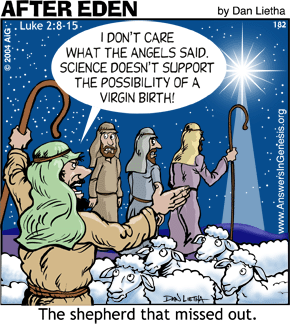 AFTER EDEN
by Dan Lietha
Luke 2:8-15
182
© 2004 AiG
I DON'T CARE
WHAT THE ANGELS SAID.
SCIENCE DOESN'T SUPPORT
THE POSSIBILITY OF A
VIRGIN BIRTH!
www.AnswersInGenesis.org
DAN LIETHA
The shepherd that missed out.